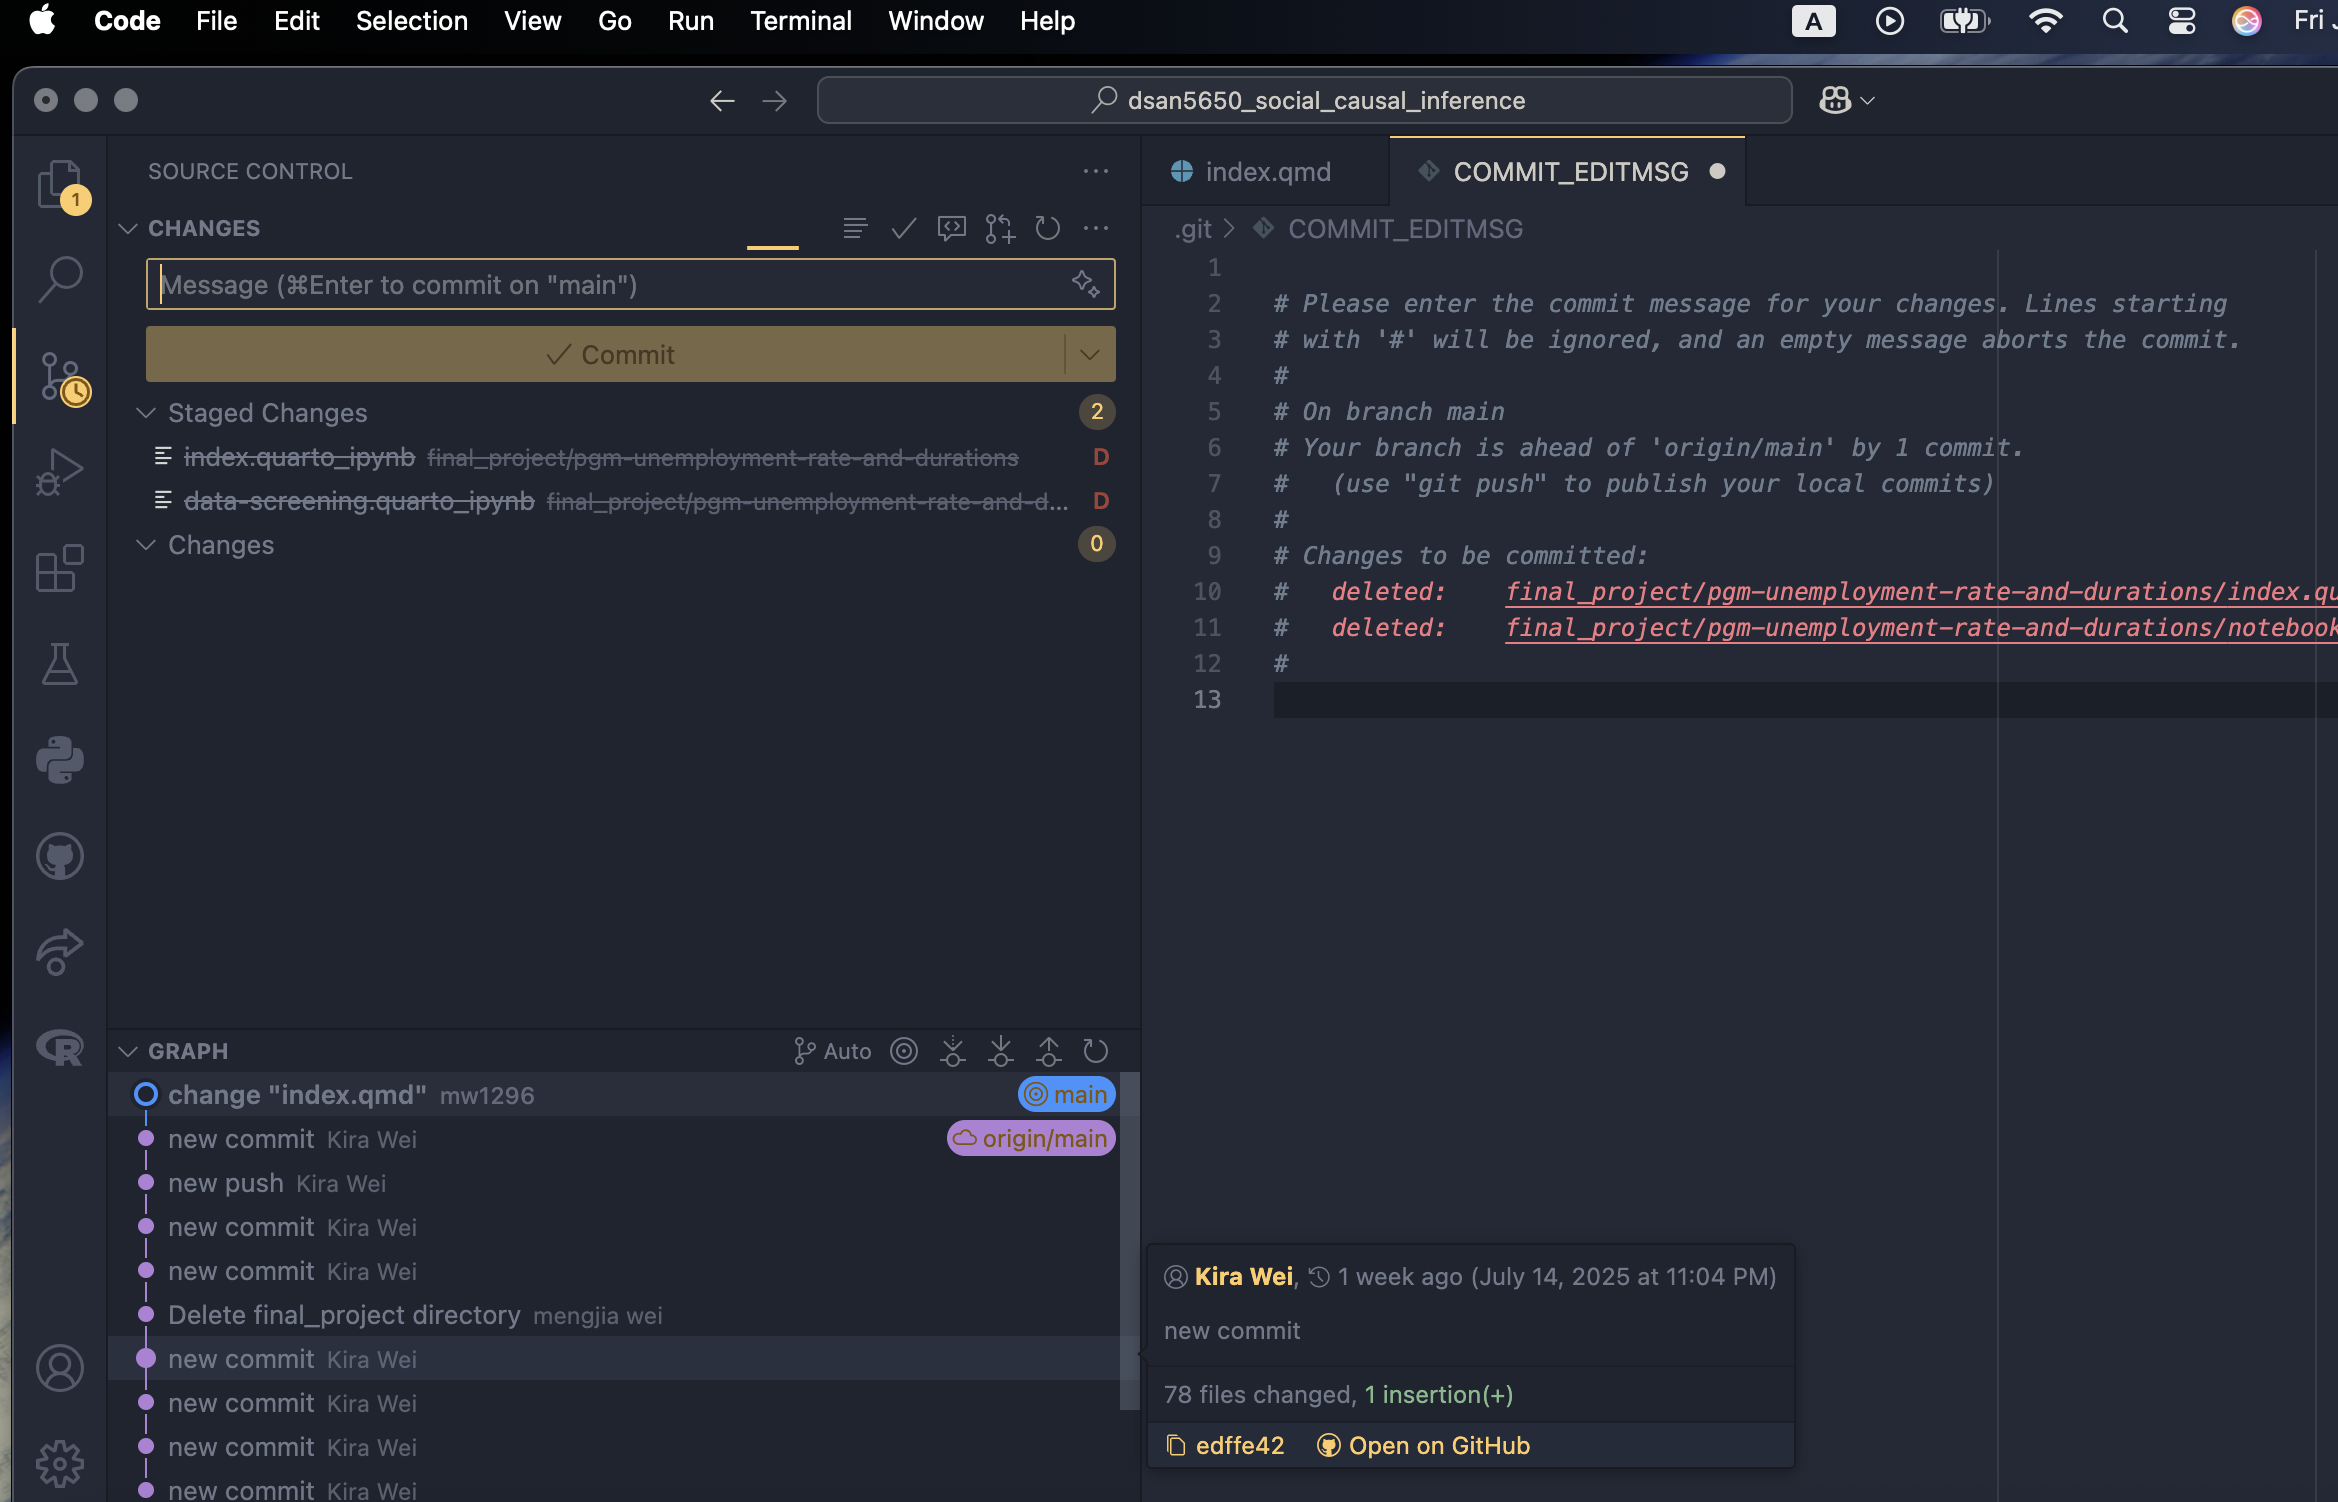 Code File Edit Selection View Go Run Terminal Window Help A Fri
dsan5650_social_causal_inference
SOURCE CONTROL
index.qmd
COMMIT_EDITMSG
1
CHANGES
.git > COMMIT_EDITMSG
Message (⌘Enter to commit on "main")
Commit
Staged Changes 2
index.quarto_ipynb final_project/pgm-unemployment-rate-and-durations D
data-screening.quarto_ipynb final_project/pgm-unemployment-rate-and-d... D
Changes 0
1
2 # Please enter the commit message for your changes. Lines starting
3 # with '#' will be ignored, and an empty message aborts the commit.
4 #
5 # On branch main
6 # Your branch is ahead of 'origin/main' by 1 commit.
7 #   (use "git push" to publish your local commits)
8 #
9 # Changes to be committed:
10 #   deleted:    final_project/pgm-unemployment-rate-and-durations/index.qu
11 #   deleted:    final_project/pgm-unemployment-rate-and-durations/notebook
12 #
13
GRAPH Auto
change "index.qmd" mw1296 main
new commit Kira Wei origin/main
new push Kira Wei
new commit Kira Wei
new commit Kira Wei
Delete final_project directory mengjia wei
new commit Kira Wei
new commit Kira Wei
new commit Kira Wei
new commit Kira Wei
Kira Wei, 1 week ago (July 14, 2025 at 11:04 PM)
new commit
78 files changed, 1 insertion(+)
edffe42 Open on GitHub
R